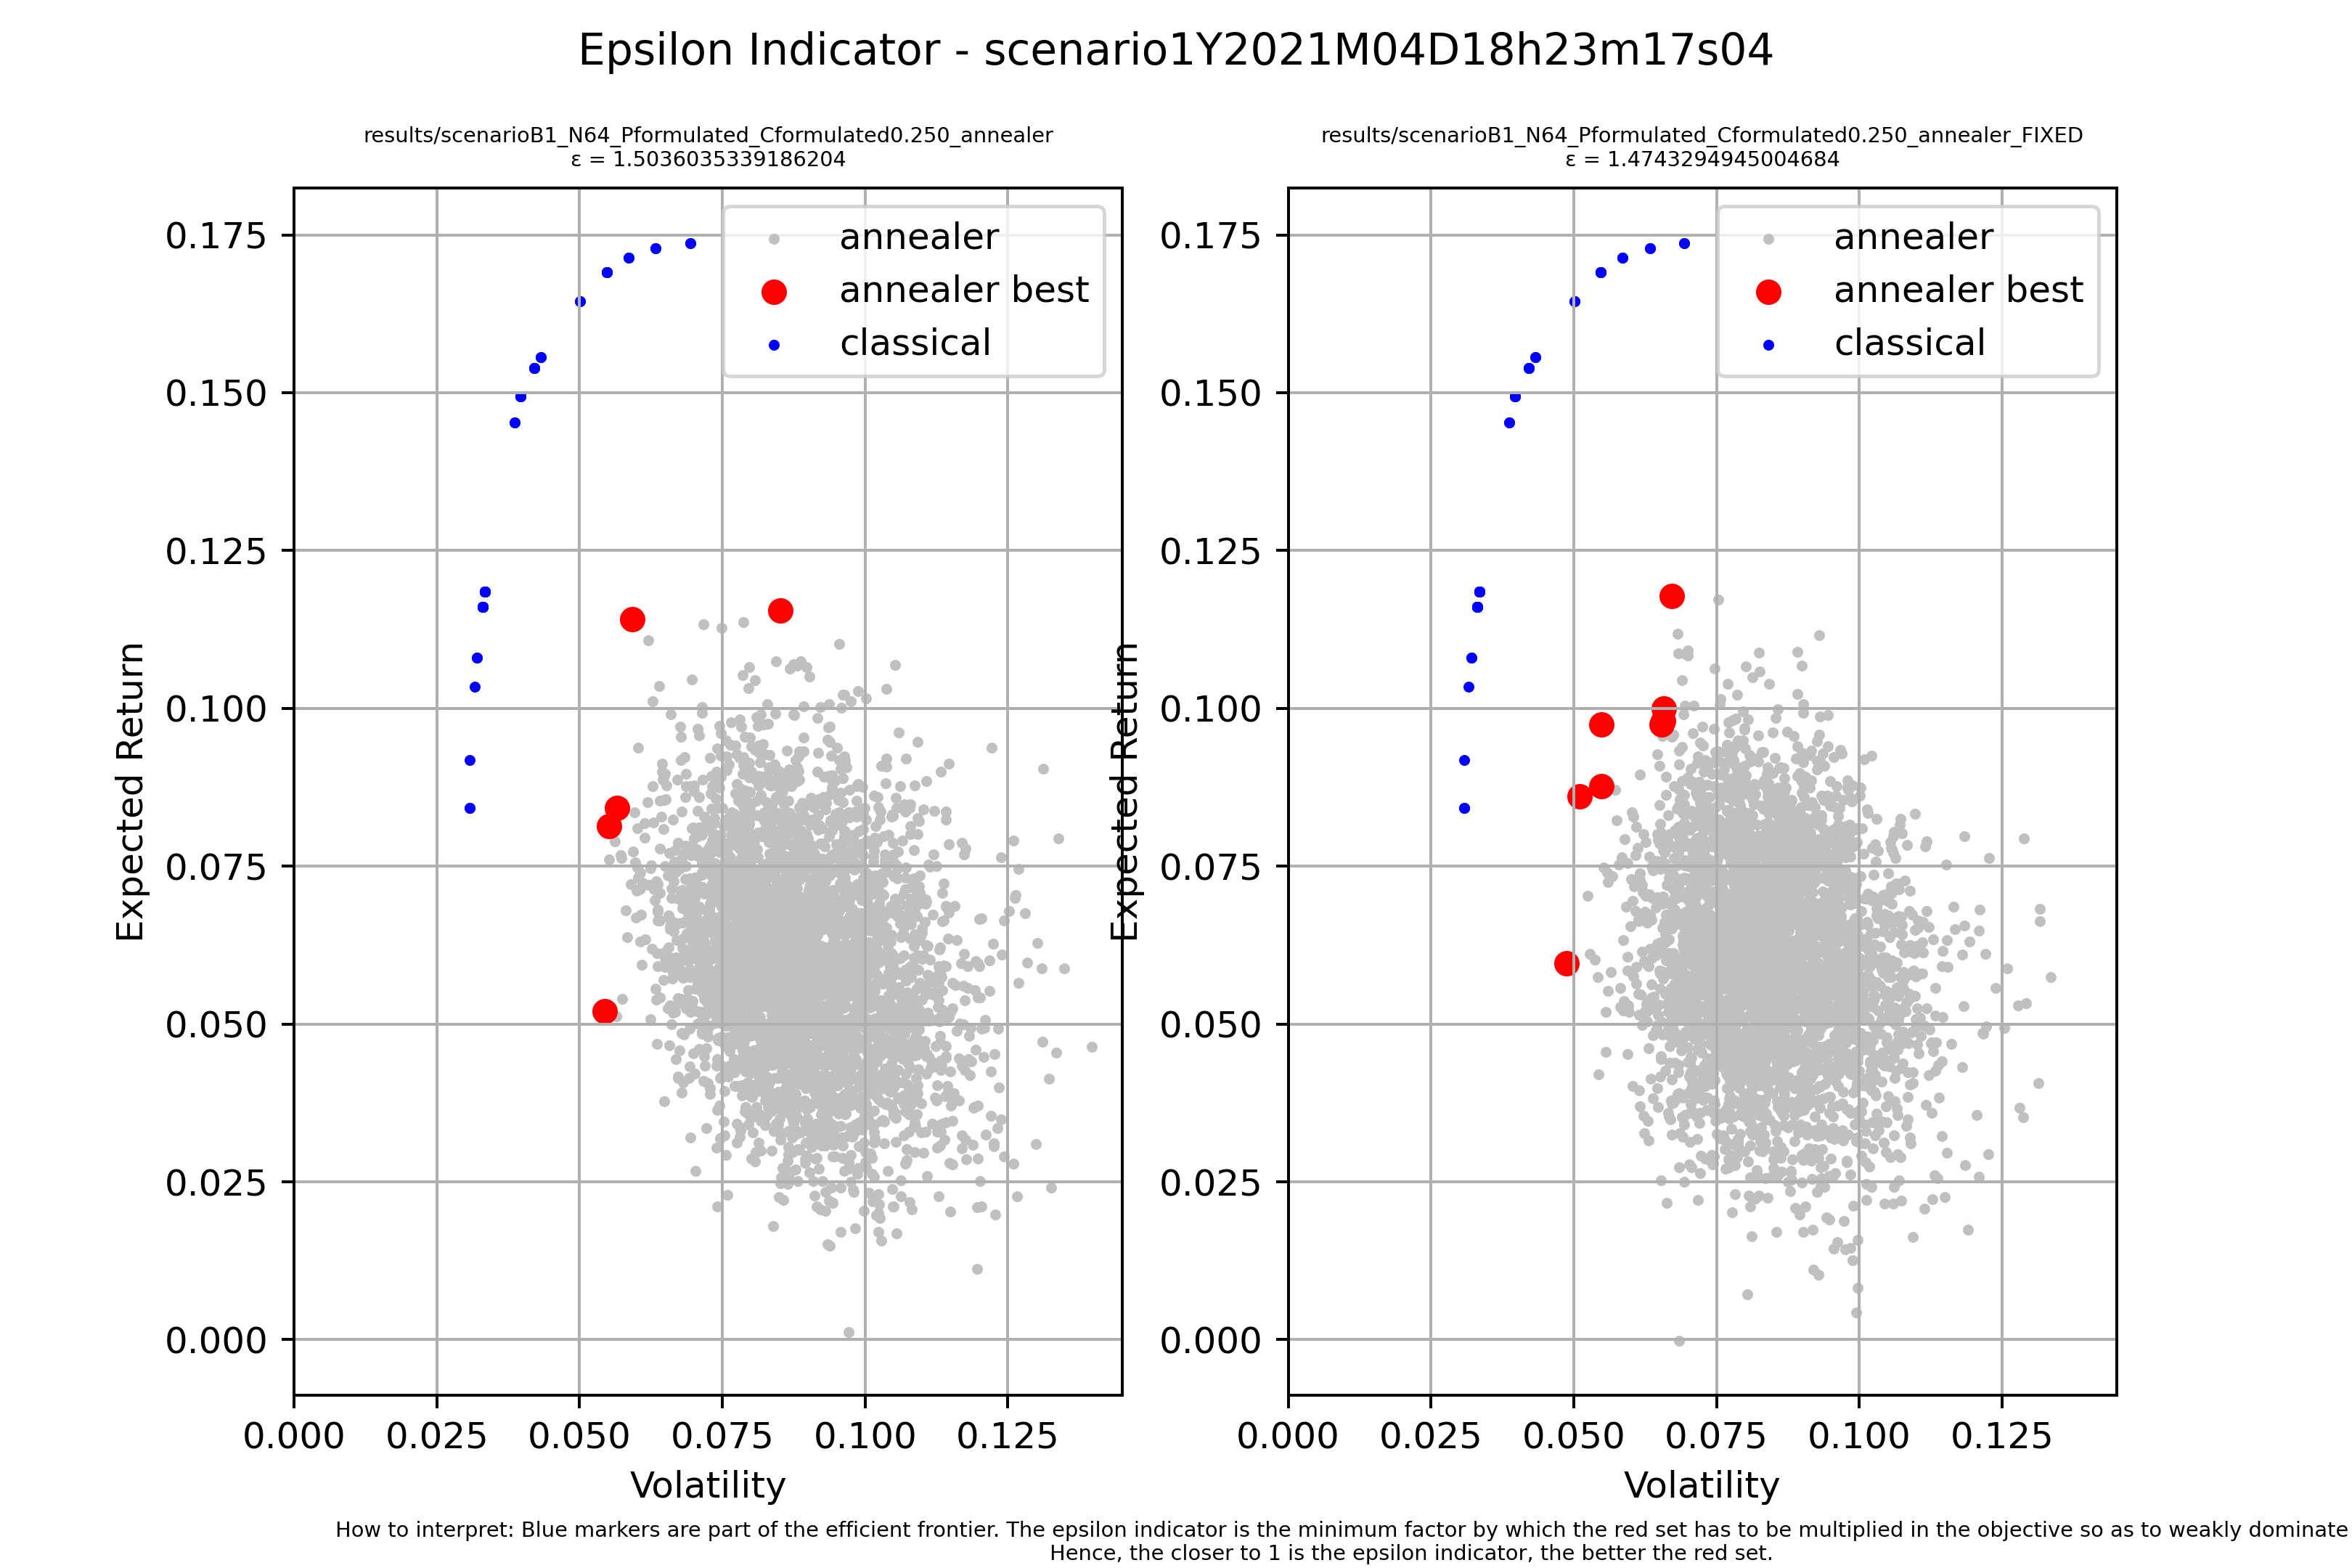 Epsilon Indicator - scenario1Y2021M04D18h23m17s04
results/scenarioB1_N64_Pformulated_Cformulated0.250_annealer
ε = 1.5036035339186204
annealer
annealer best
classical
0.175
0.150
0.125
0.100
0.075
0.050
0.025
0.000
Expected Return
0.000 0.025 0.050 0.075 0.100 0.125
Volatility
results/scenarioB1_N64_Pformulated_Cformulated0.250_annealer_FIXED
ε = 1.4743294945004684
annealer
annealer best
classical
0.175
0.150
0.125
0.100
0.075
0.050
0.025
0.000
Expected Return
0.000 0.025 0.050 0.075 0.100 0.125
Volatility
How to interpret: Blue markers are part of the efficient frontier. The epsilon indicator is the minimum factor by which the red set has to be multiplied in the objective so as to weakly dominate
Hence, the closer to 1 is the epsilon indicator, the better the red set.